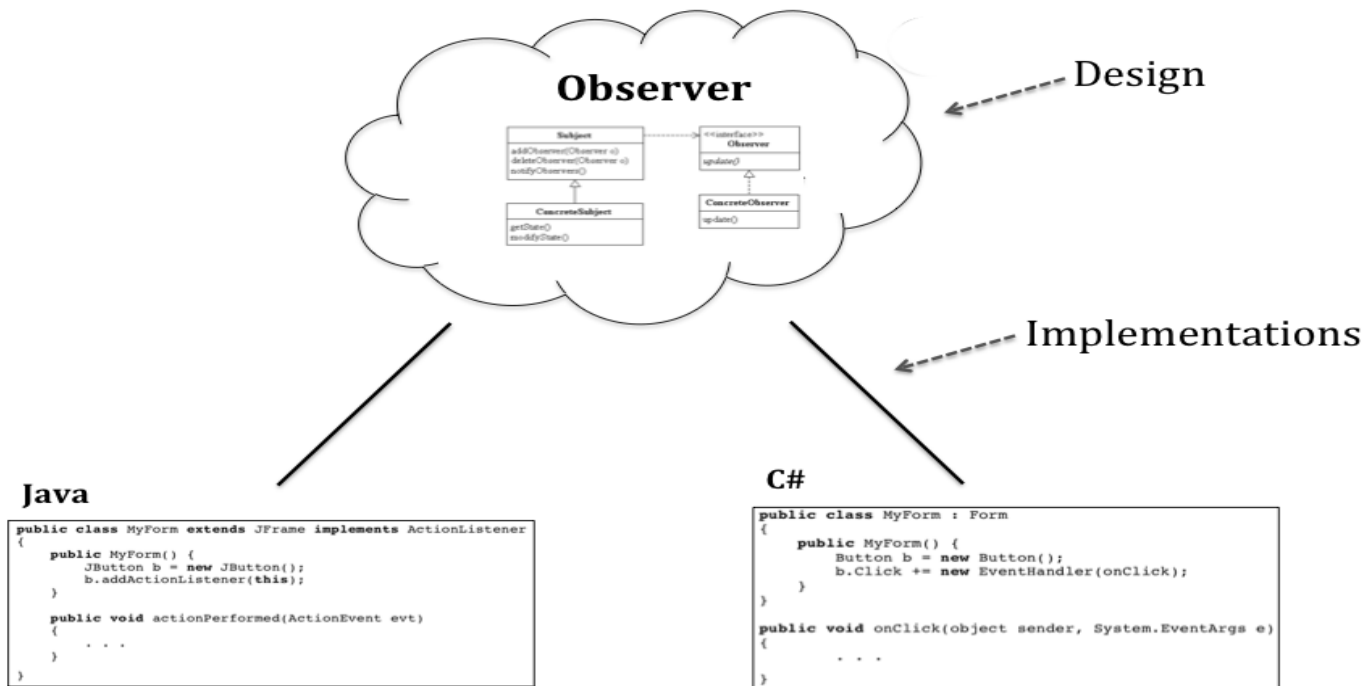 Observer
Design
Subject
addObserver(Observer o)
deleteObserver(Observer o)
notifyObservers()
<<interface>>
Observer
update()
ConcreteSubject
getState()
modifyState()
ConcreteObserver
update()
Implementations
Java
public class MyForm extends JFrame implements ActionListener
{
public MyForm() {
JButton b = new JButton();
b.addActionListener(this);
}
public void actionPerformed(ActionEvent evt)
{
. . .
}
}
C#
public class MyForm : Form
{
public MyForm() {
Button b = new Button();
b.Click += new EventHandler(onClick);
}
}
public void onClick(object sender, System.EventArgs e)
{
. . .
}